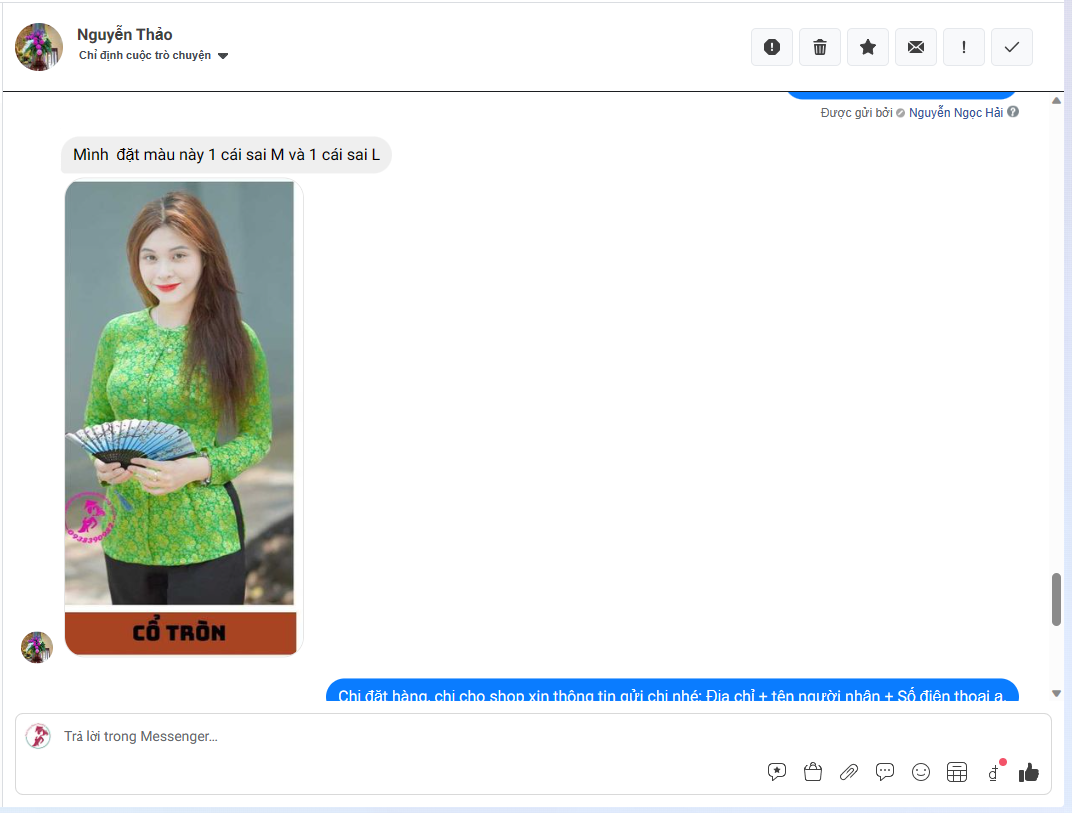 Nguyễn Thảo
Chỉ định cuộc trò chuyện
Được gửi bởi Nguyễn Ngọc Hải
Mình đặt màu này 1 cái sai M và 1 cái sai L
CỔ TRÒN
Chị đặt hàng, chị cho shop xin thông tin gửi chị nhé: Địa chỉ + tên người nhận + Số điện thoại ạ.
Trả lời trong Messenger...